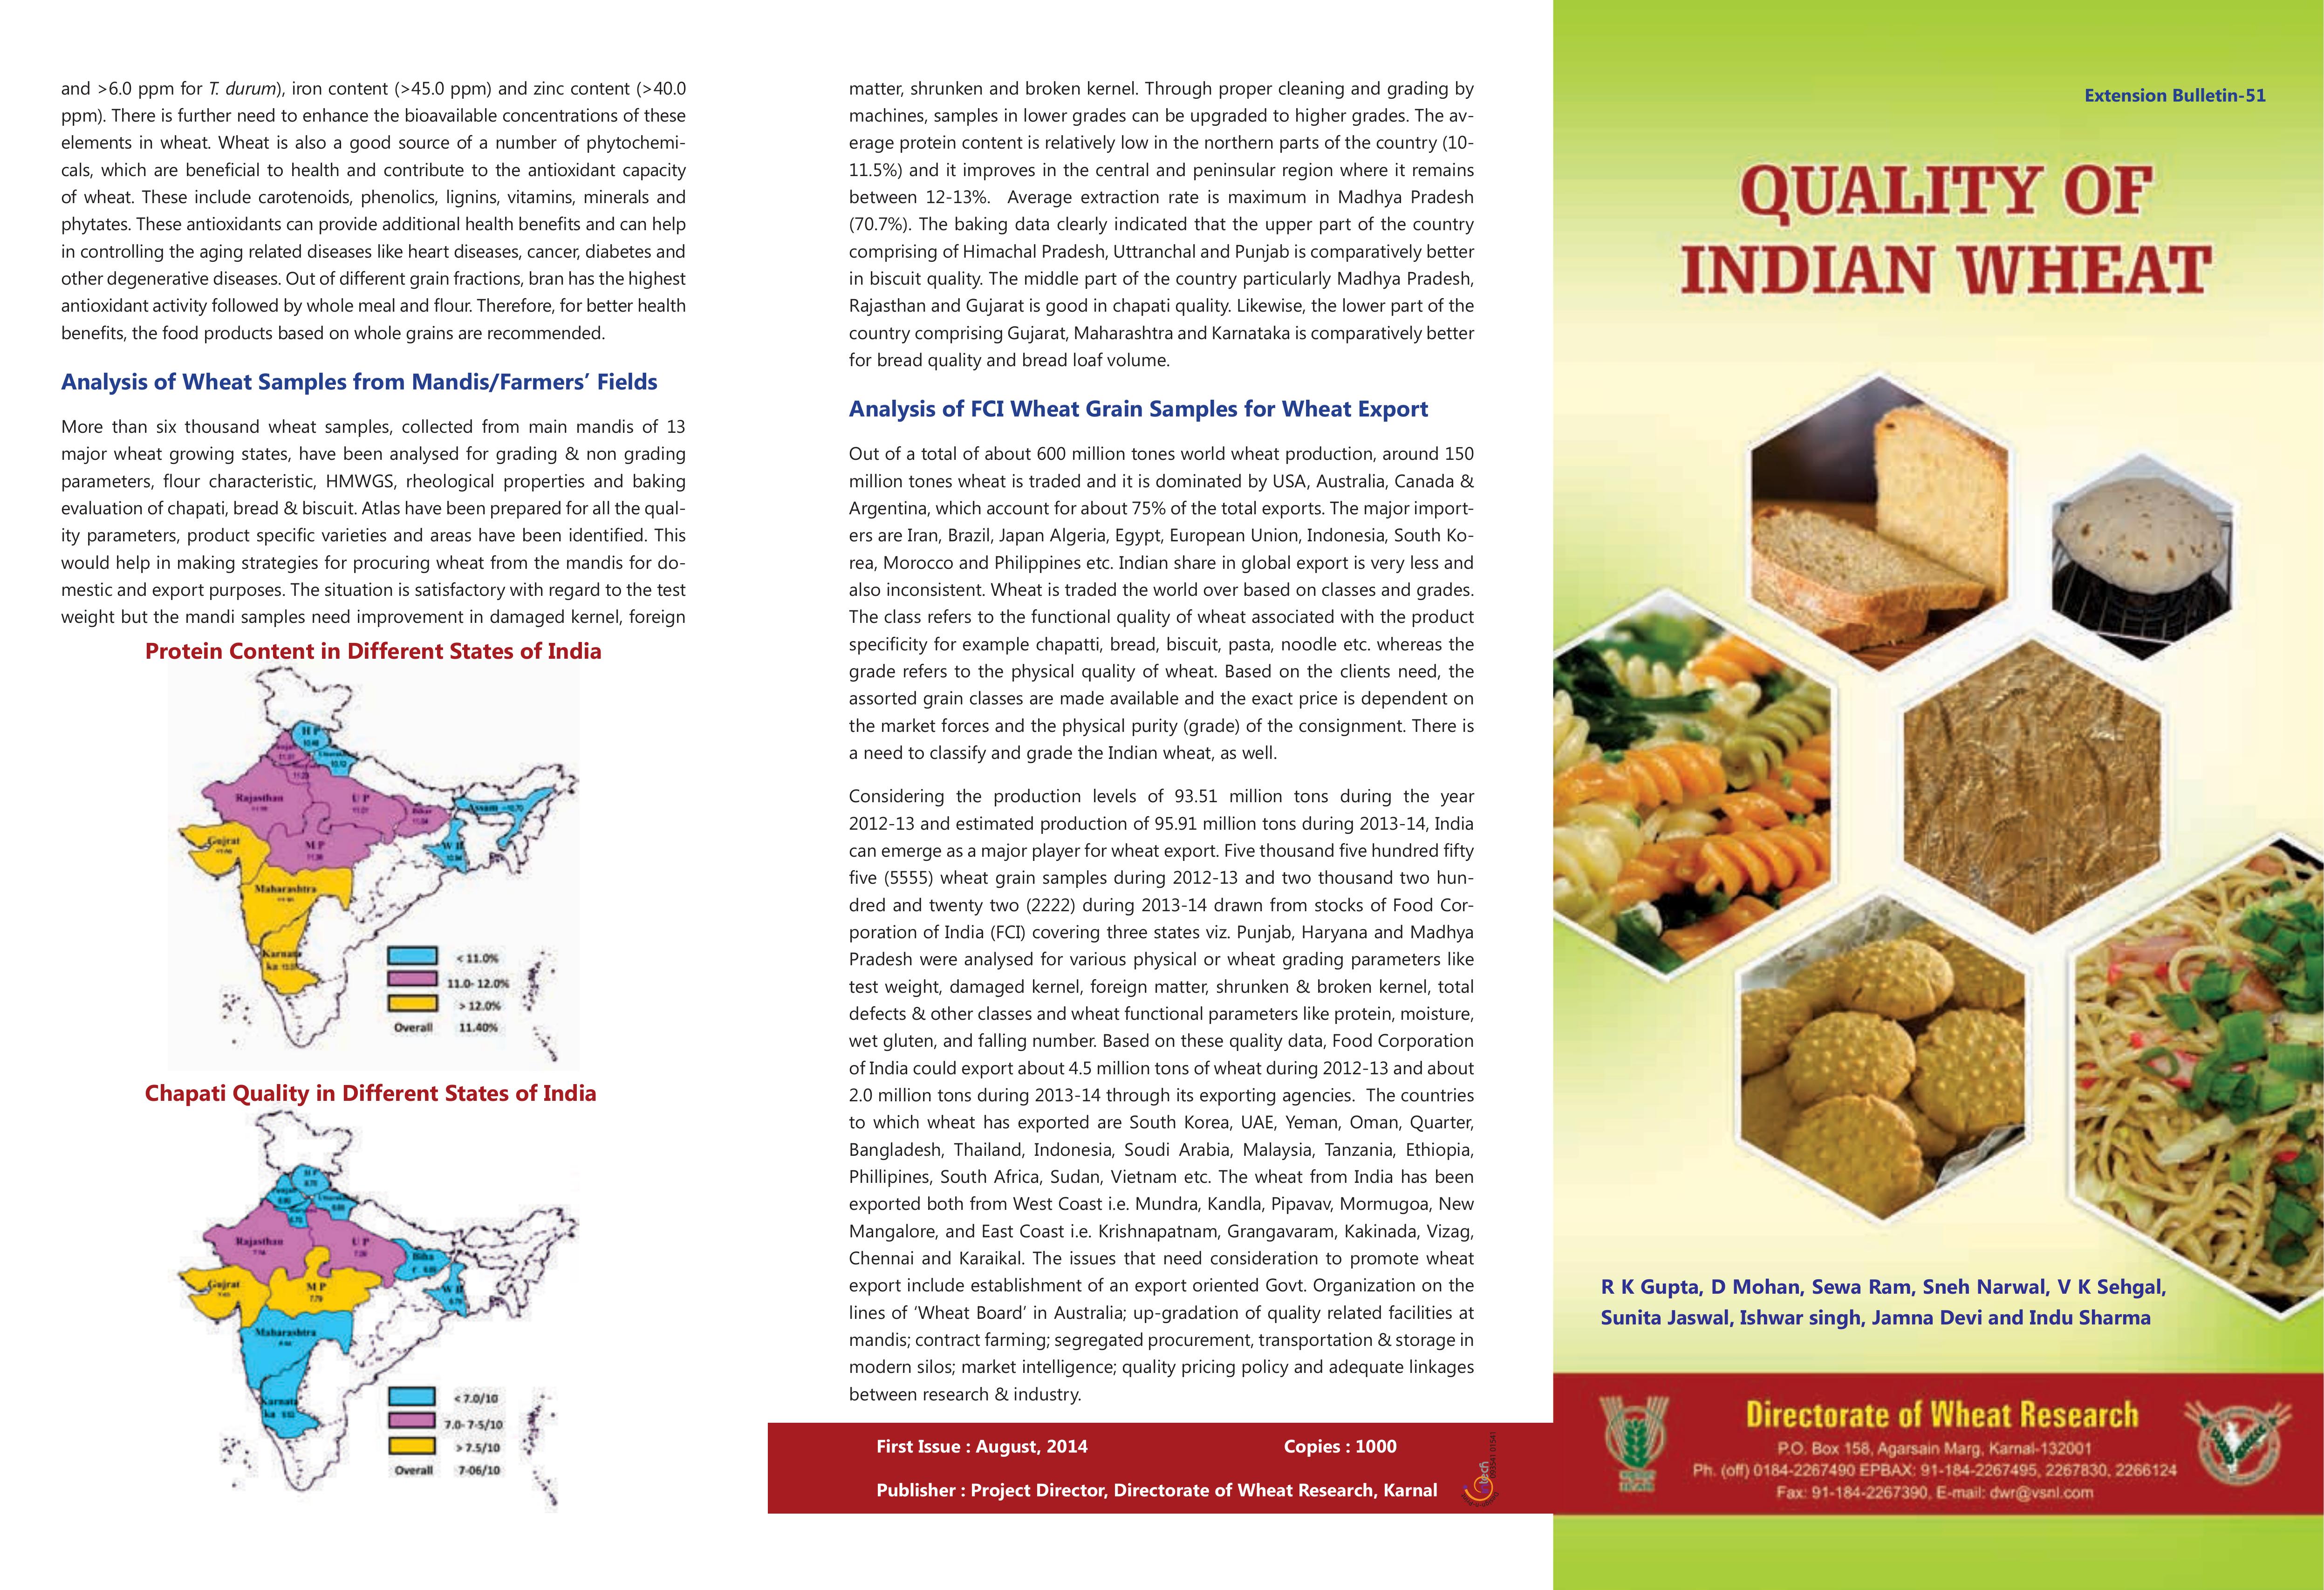 and >6.0 ppm for T. durum), iron content (>45.0 ppm) and zinc content (>40.0
ppm). There is further need to enhance the bioavailable concentrations of these
elements in wheat. Wheat is also a good source of a number of phytochemi-
cals, which are beneficial to health and contribute to the antioxidant capacity
of wheat. These include carotenoids, phenolics, lignins, vitamins, minerals and
phytates. These antioxidants can provide additional health benefits and can help
in controlling the aging related diseases like heart diseases, cancer, diabetes and
other degenerative diseases. Out of different grain fractions, bran has the highest
antioxidant activity followed by whole meal and flour. Therefore, for better health
benefits, the food products based on whole grains are recommended.
Analysis of Wheat Samples from Mandis/Farmers’ Fields
More than six thousand wheat samples, collected from main mandis of 13
major wheat growing states, have been analysed for grading & non grading
parameters, flour characteristic, HMWGS, rheological properties and baking
evaluation of chapati, bread & biscuit. Atlas have been prepared for all the qual-
ity parameters, product specific varieties and areas have been identified. This
would help in making strategies for procuring wheat from the mandis for do-
mestic and export purposes. The situation is satisfactory with regard to the test
weight but the mandi samples need improvement in damaged kernel, foreign
Protein Content in Different States of India
H P
Rajasthan
U P
Bihar
Assam
Gujrat
M P
W B
Maharashtra
Karnata
ka
< 11.0%
11.0- 12.0%
> 12.0%
Overall 11.40%
Chapati Quality in Different States of India
H P
Rajasthan
U P
Biha
r
Gujrat
M P
7.79
W B
Maharashtra
Karnata
ka
< 7.0/10
7.0- 7-5/10
> 7.5/10
Overall 7-06/10
matter, shrunken and broken kernel. Through proper cleaning and grading by
machines, samples in lower grades can be upgraded to higher grades. The av-
erage protein content is relatively low in the northern parts of the country (10-
11.5%) and it improves in the central and peninsular region where it remains
between 12-13%. Average extraction rate is maximum in Madhya Pradesh
(70.7%). The baking data clearly indicated that the upper part of the country
comprising of Himachal Pradesh, Uttranchal and Punjab is comparatively better
in biscuit quality. The middle part of the country particularly Madhya Pradesh,
Rajasthan and Gujarat is good in chapati quality. Likewise, the lower part of the
country comprising Gujarat, Maharashtra and Karnataka is comparatively better
for bread quality and bread loaf volume.
Analysis of FCI Wheat Grain Samples for Wheat Export
Out of a total of about 600 million tones world wheat production, around 150
million tones wheat is traded and it is dominated by USA, Australia, Canada &
Argentina, which account for about 75% of the total exports. The major import-
ers are Iran, Brazil, Japan Algeria, Egypt, European Union, Indonesia, South Ko-
rea, Morocco and Philippines etc. Indian share in global export is very less and
also inconsistent. Wheat is traded the world over based on classes and grades.
The class refers to the functional quality of wheat associated with the product
specificity for example chapatti, bread, biscuit, pasta, noodle etc. whereas the
grade refers to the physical quality of wheat. Based on the clients need, the
assorted grain classes are made available and the exact price is dependent on
the market forces and the physical purity (grade) of the consignment. There is
a need to classify and grade the Indian wheat, as well.
Considering the production levels of 93.51 million tons during the year
2012-13 and estimated production of 95.91 million tons during 2013-14, India
can emerge as a major player for wheat export. Five thousand five hundred fifty
five (5555) wheat grain samples during 2012-13 and two thousand two hun-
dred and twenty two (2222) during 2013-14 drawn from stocks of Food Cor-
poration of India (FCI) covering three states viz. Punjab, Haryana and Madhya
Pradesh were analysed for various physical or wheat grading parameters like
test weight, damaged kernel, foreign matter, shrunken & broken kernel, total
defects & other classes and wheat functional parameters like protein, moisture,
wet gluten, and falling number. Based on these quality data, Food Corporation
of India could export about 4.5 million tons of wheat during 2012-13 and about
2.0 million tons during 2013-14 through its exporting agencies. The countries
to which wheat has exported are South Korea, UAE, Yeman, Oman, Quarter,
Bangladesh, Thailand, Indonesia, Soudi Arabia, Malaysia, Tanzania, Ethiopia,
Phillipines, South Africa, Sudan, Vietnam etc. The wheat from India has been
exported both from West Coast i.e. Mundra, Kandla, Pipavav, Mormugoa, New
Mangalore, and East Coast i.e. Krishnapatnam, Grangavaram, Kakinada, Vizag,
Chennai and Karaikal. The issues that need consideration to promote wheat
export include establishment of an export oriented Govt. Organization on the
lines of ‘Wheat Board’ in Australia; up-gradation of quality related facilities at
mandis; contract farming; segregated procurement, transportation & storage in
modern silos; market intelligence; quality pricing policy and adequate linkages
between research & industry.
First Issue : August, 2014 Copies : 1000
Publisher : Project Director, Directorate of Wheat Research, Karnal
Extension Bulletin-51
QUALITY OF
INDIAN WHEAT
R K Gupta, D Mohan, Sewa Ram, Sneh Narwal, V K Sehgal,
Sunita Jaswal, Ishwar singh, Jamna Devi and Indu Sharma
Directorate of Wheat Research
P.O. Box 158, Agarsain Marg, Karnal-132001
Ph. (off) 0184-2267490 EPBAX: 91-184-2267495, 2267830, 2266124
Fax: 91-184-2267390, E-mail: dwr@vsnl.com